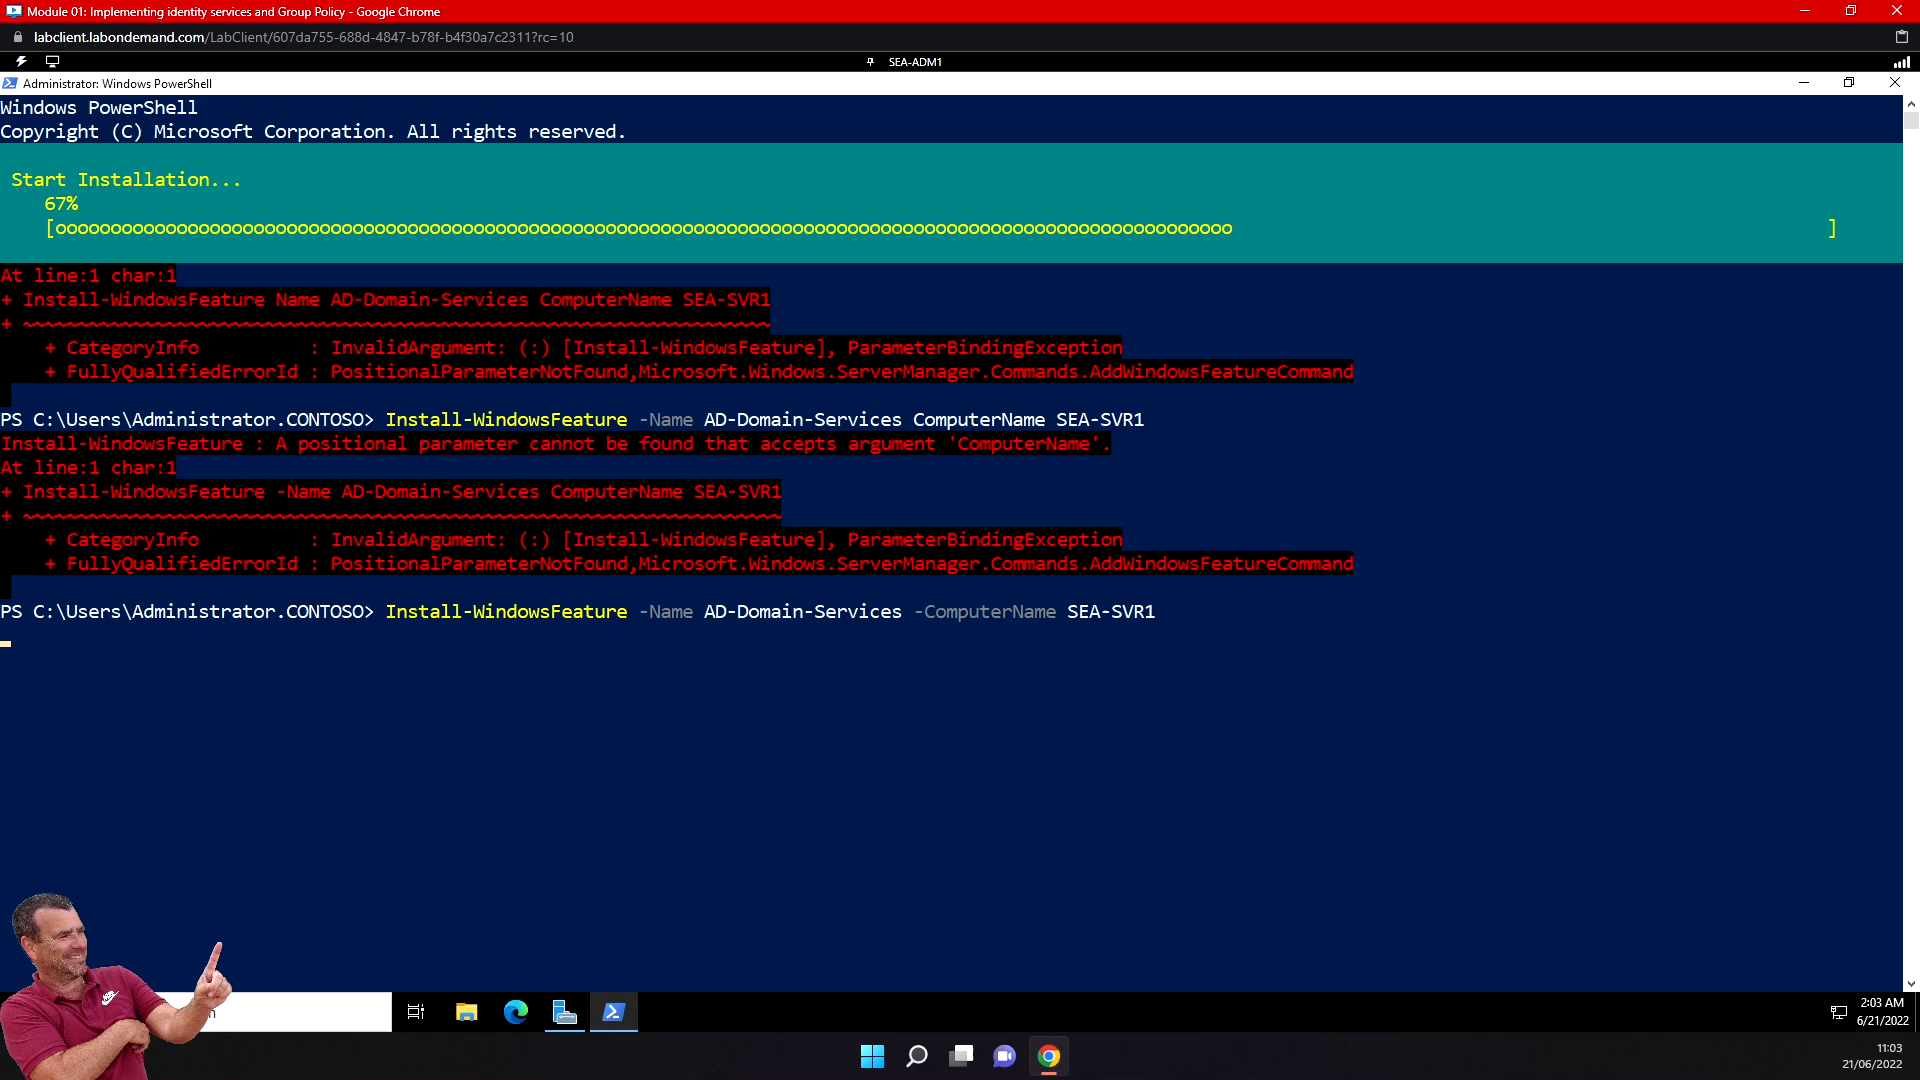 Module 01: Implementing identity services and Group Policy - Google Chrome
labclient.labondemand.com/LabClient/607da755-688d-4847-b78f-b4f30a7c2311?rc=10
SEA-ADM1
Administrator: Windows PowerShell
Windows PowerShell
Copyright (C) Microsoft Corporation. All rights reserved.
Start Installation...
67%
[oooooooooooooooooooooooooooooooooooooooooooooooooooooooooooooooooooooooooooooooooooooooooooooooooooooooooooo ]
At line:1 char:1
+ Install-WindowsFeature Name AD-Domain-Services ComputerName SEA-SVR1
+ ~~~~~~~~~~~~~~~~~~~~~~~~~~~~~~~~~~~~~~~~~~~~~~~~~~~~~~~~~~~~~~~~~~~~
+ CategoryInfo : InvalidArgument: (:) [Install-WindowsFeature], ParameterBindingException
+ FullyQualifiedErrorId : PositionalParameterNotFound,Microsoft.Windows.ServerManager.Commands.AddWindowsFeatureCommand
PS C:\Users\Administrator.CONTOSO> Install-WindowsFeature -Name AD-Domain-Services ComputerName SEA-SVR1
Install-WindowsFeature : A positional parameter cannot be found that accepts argument 'ComputerName'.
At line:1 char:1
+ Install-WindowsFeature -Name AD-Domain-Services ComputerName SEA-SVR1
+ ~~~~~~~~~~~~~~~~~~~~~~~~~~~~~~~~~~~~~~~~~~~~~~~~~~~~~~~~~~~~~~~~~~~~~
+ CategoryInfo : InvalidArgument: (:) [Install-WindowsFeature], ParameterBindingException
+ FullyQualifiedErrorId : PositionalParameterNotFound,Microsoft.Windows.ServerManager.Commands.AddWindowsFeatureCommand
PS C:\Users\Administrator.CONTOSO> Install-WindowsFeature -Name AD-Domain-Services -ComputerName SEA-SVR1
2:03 AM
6/21/2022
11:03
21/06/2022